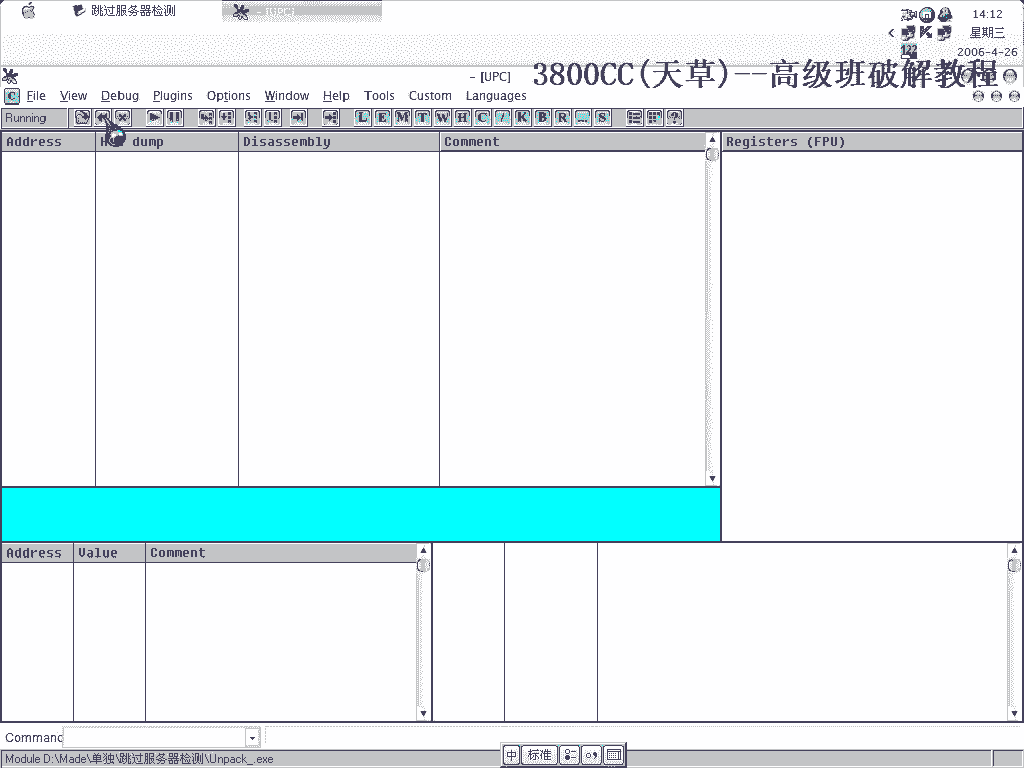 跳过服务器检测
- [UPC]
14:12
星期三
122
2006-4-26
- [UPC]
3800CC(天草)--高级班破解教程
C File View Debug Plugins Options Window Help Tools Custom Languages
Running
L E M T W H C / K B R ... S ?
Address Hex dump Disassembly Comment Registers (FPU)
Address Value Comment
Command
中 标准
Module D:\Made\单独\跳过服务器检测\Unpack_.exe